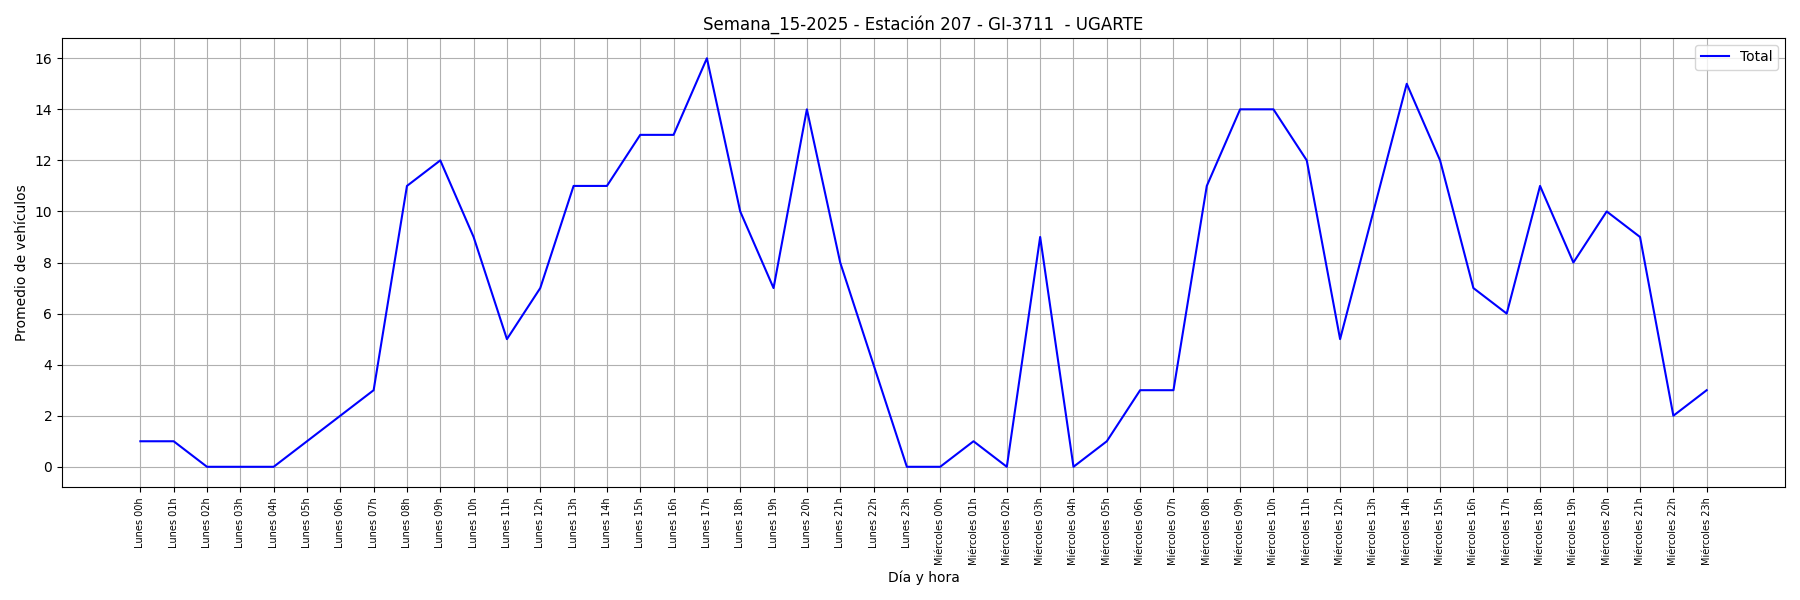 Semana_15-2025 - Estación 207 - GI-3711  - UGARTE
Total
Promedio de vehículos
16
14
12
10
8
6
4
2
0
Lunes 00h
Lunes 01h
Lunes 02h
Lunes 03h
Lunes 04h
Lunes 05h
Lunes 06h
Lunes 07h
Lunes 08h
Lunes 09h
Lunes 10h
Lunes 11h
Lunes 12h
Lunes 13h
Lunes 14h
Lunes 15h
Lunes 16h
Lunes 17h
Lunes 18h
Lunes 19h
Lunes 20h
Lunes 21h
Lunes 22h
Lunes 23h
Miércoles 00h
Miércoles 01h
Miércoles 02h
Miércoles 03h
Miércoles 04h
Miércoles 05h
Miércoles 06h
Miércoles 07h
Miércoles 08h
Miércoles 09h
Miércoles 10h
Miércoles 11h
Miércoles 12h
Miércoles 13h
Miércoles 14h
Miércoles 15h
Miércoles 16h
Miércoles 17h
Miércoles 18h
Miércoles 19h
Miércoles 20h
Miércoles 21h
Miércoles 22h
Miércoles 23h
Día y hora